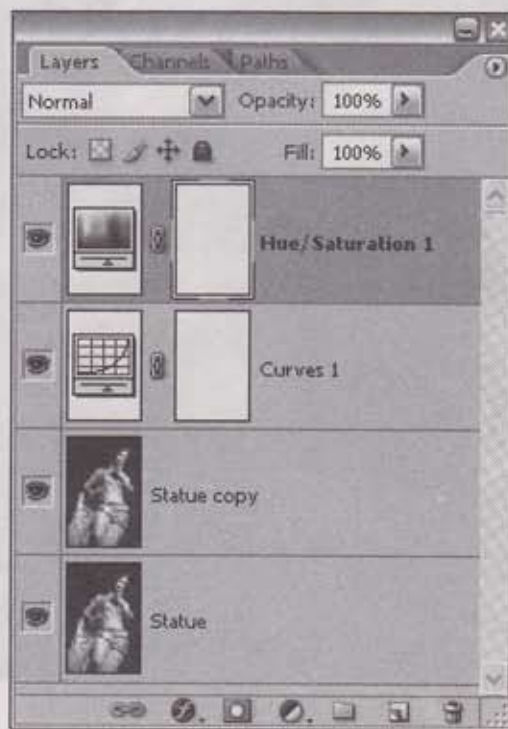 Layers Channels Paths
Normal Opacity: 100%
Lock: Fill: 100%
Hue/Saturation 1
Curves 1
Statue copy
Statue